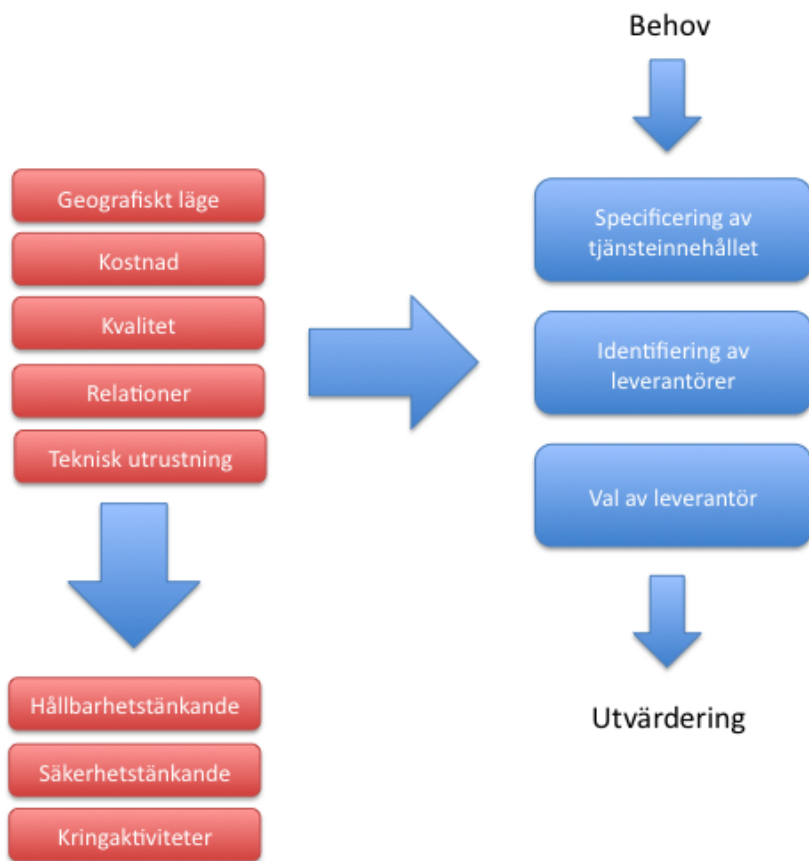 Behov
Geografiskt läge
Kostnad
Kvalitet
Relationer
Teknisk utrustning
Hållbarhetstänkande
Säkerhetstänkande
Kringaktiviteter
Specificering av
tjänsteinnehållet
Identifiering av
leverantörer
Val av leverantör
Utvärdering